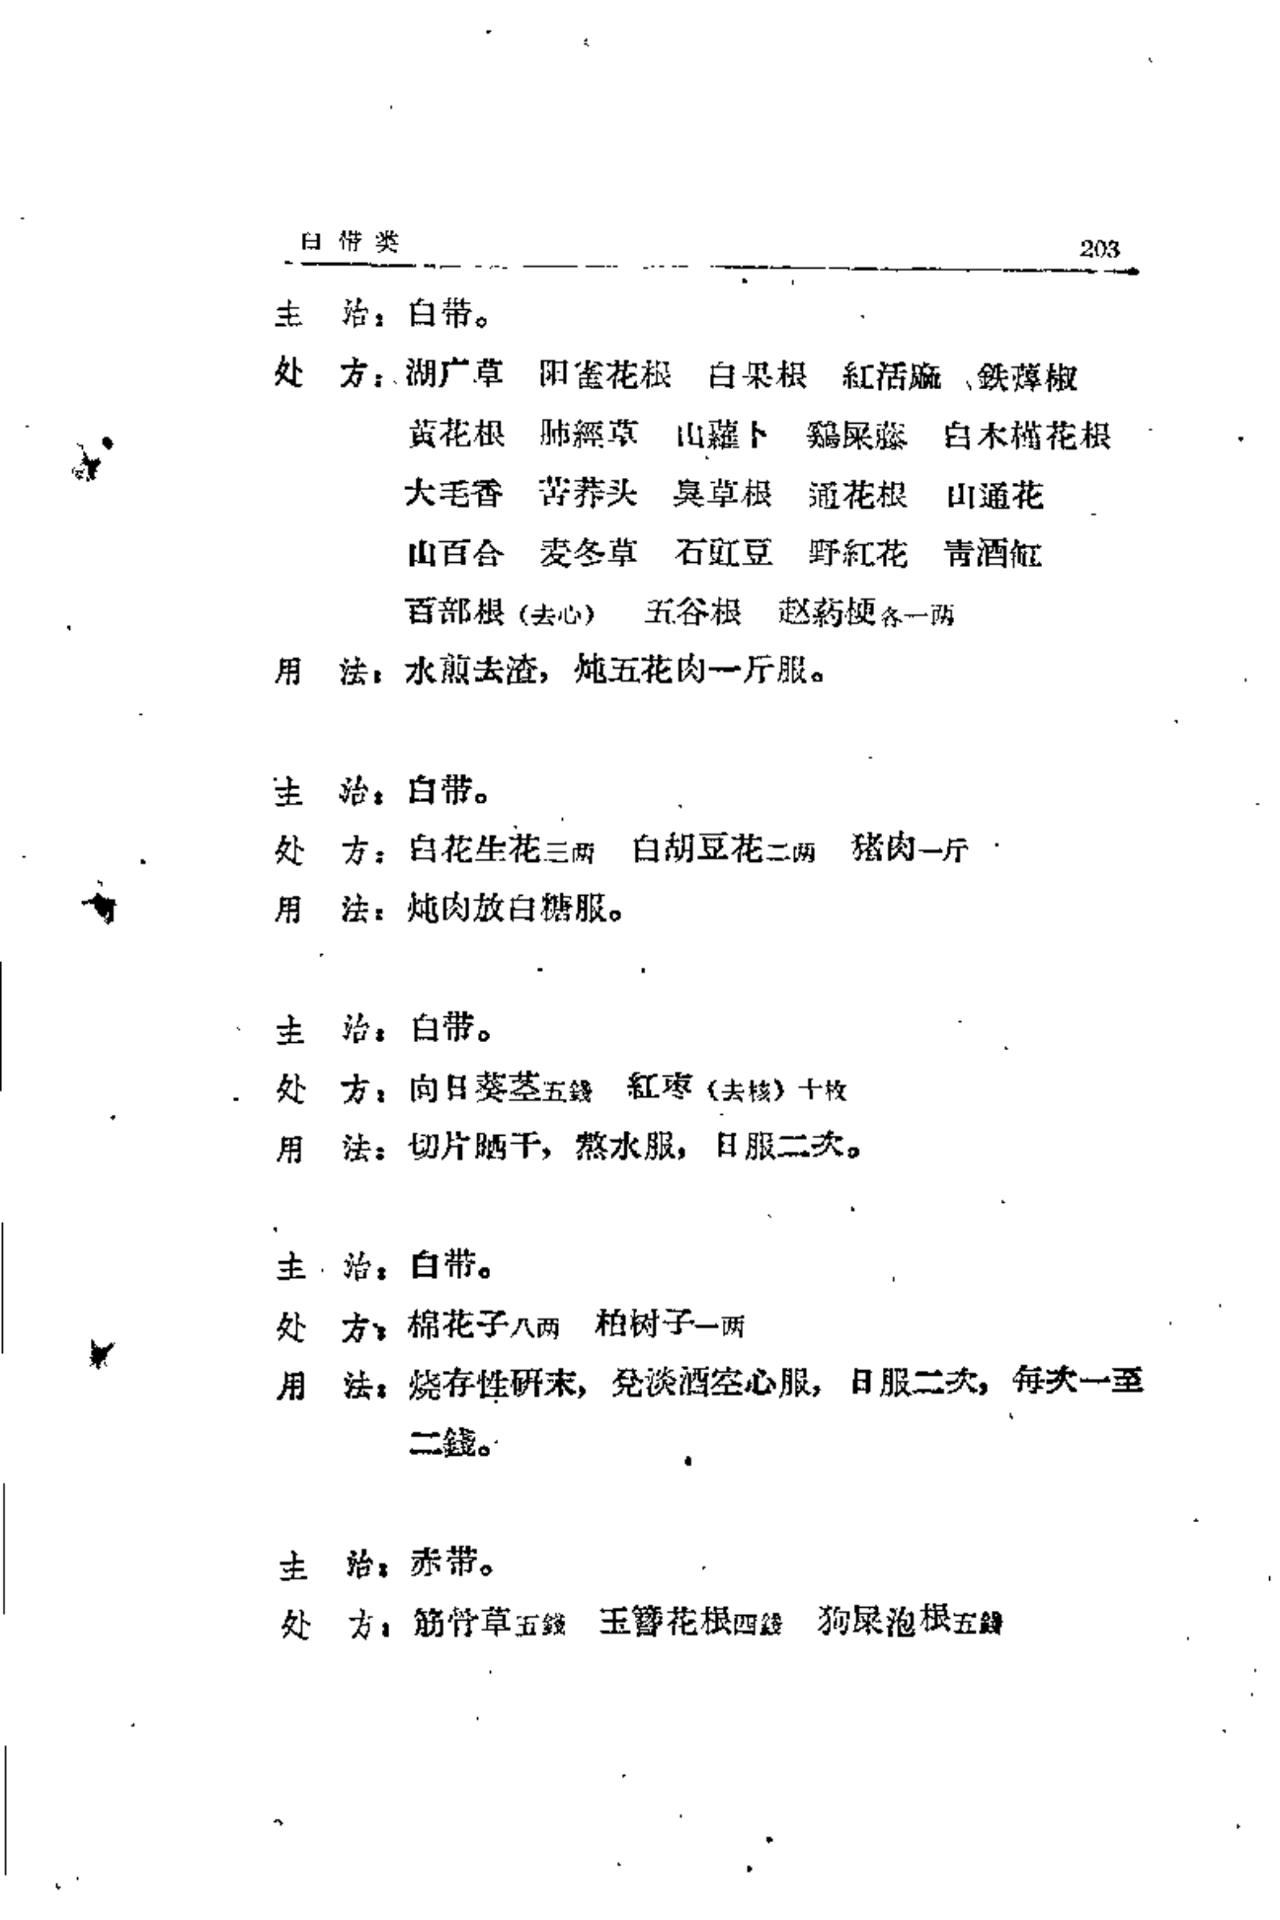 白带类 203
主 治：白带。
处 方：湖广草 阳雀花根 白果根 紅活麻 鉄蕁椒
黃花根 肺經草 山蘿卜 鷄屎藤 白木槿花根
大毛香 苦荞头 臭草根 通花根 山通花
山百合 麦冬草 石豇豆 野紅花 青酒缸
百部根（去心） 五谷根 赵葯梗各一两
用 法：水煎去渣，炖五花肉一斤服。
主 治：白带。
处 方：白花生花三两 白胡豆花二两 猪肉一斤
用 法：炖肉放白糖服。
主 治：白带。
处 方：向日葵茎五錢 紅枣（去核）十枚
用 法：切片晒干，熬水服，日服二次。
主 治：白带。
处 方：棉花子八两 柏树子一两
用 法：烧存性研末，兌淡酒空心服，日服二次，每次一至
二錢。
主 治：赤带。
处 方：筋骨草五錢 玉簪花根四錢 狗屎泡根五錢